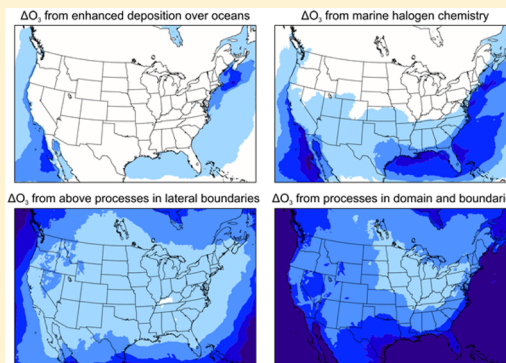 ΔO₃ from enhanced deposition over oceans
ΔO₃ from marine halogen chemistry
ΔO₃ from above processes in lateral boundaries
ΔO₃ from processes in domain and boundarie